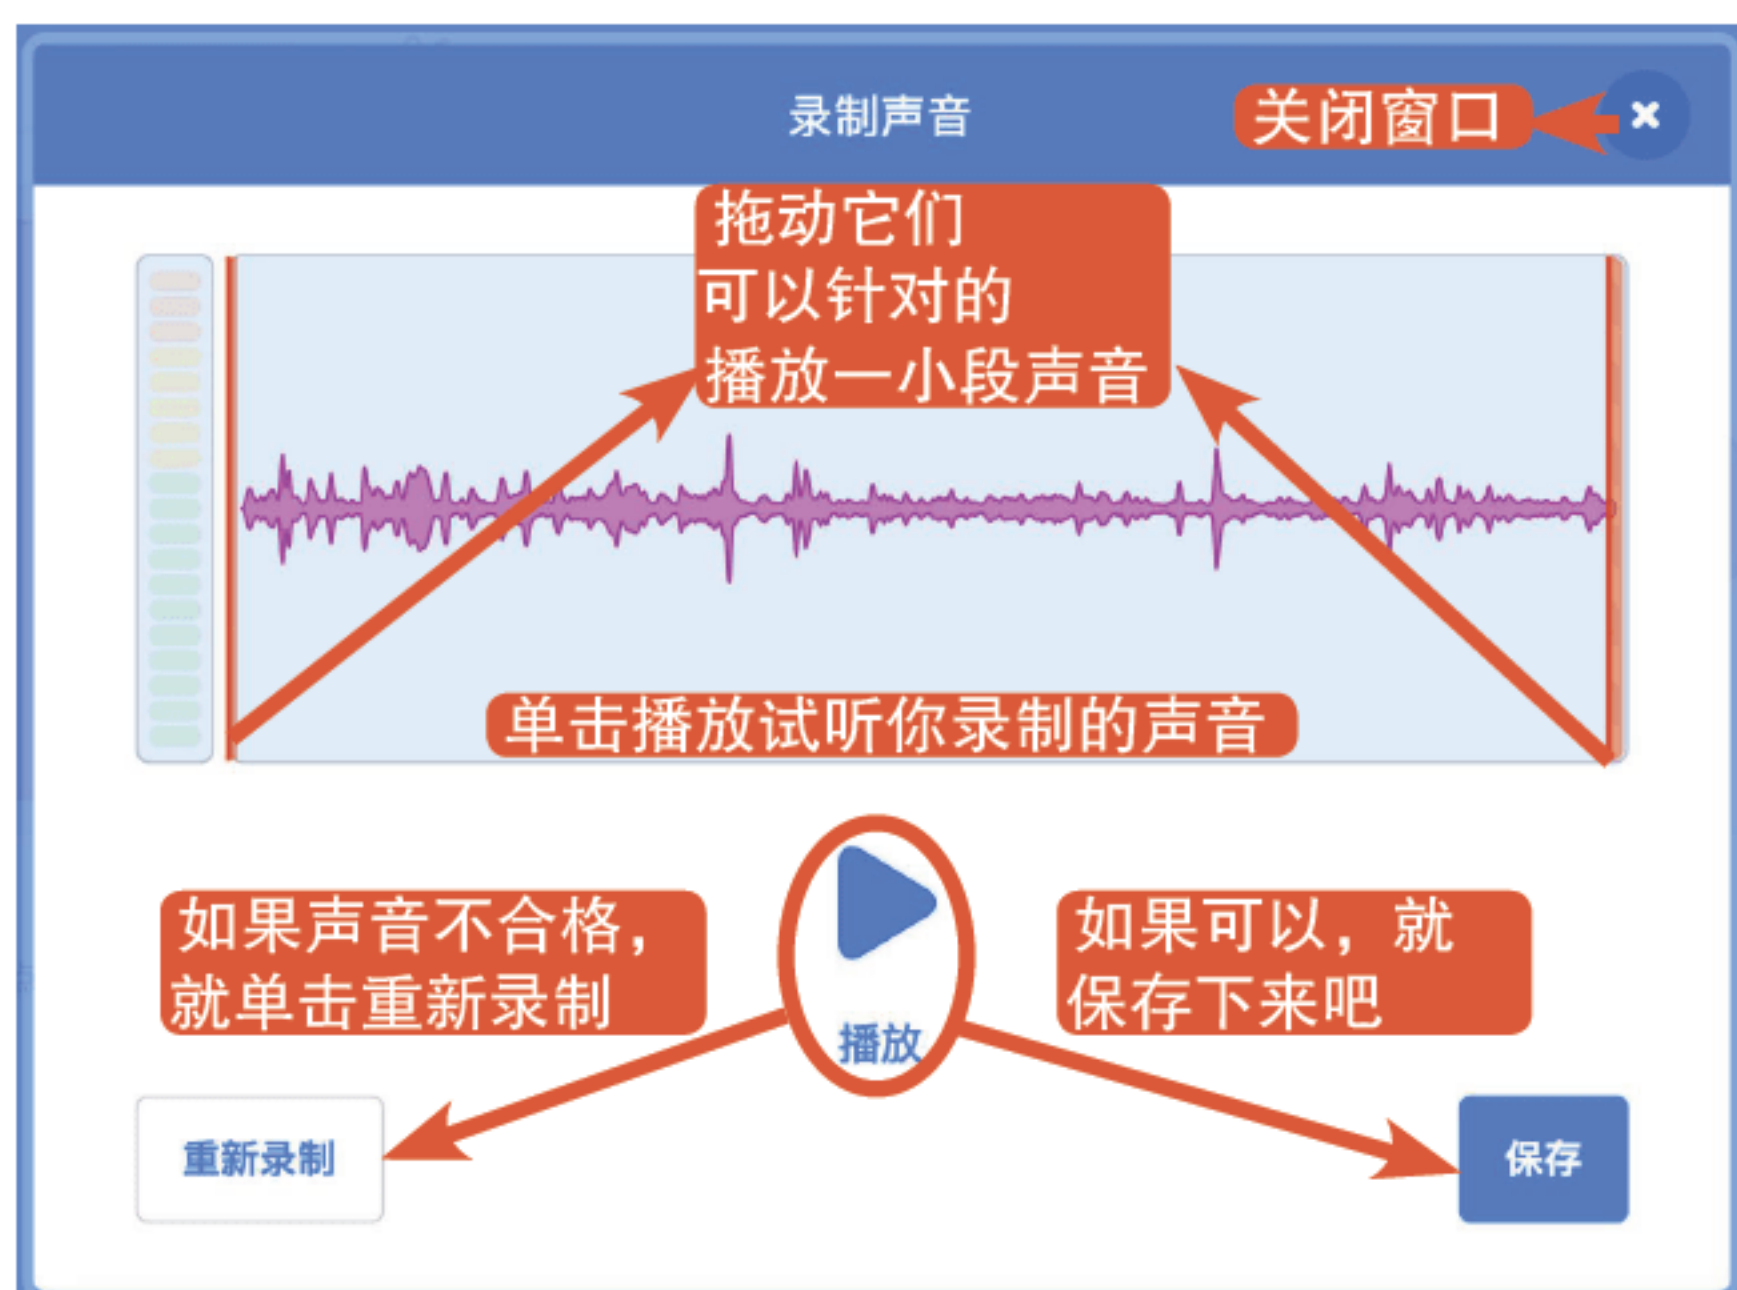 录制声音
关闭窗口
拖动它们
可以针对的
播放一小段声音
单击播放试听你录制的声音
如果声音不合格，
就单击重新录制
播放
如果可以，就
保存下来吧
重新录制
保存